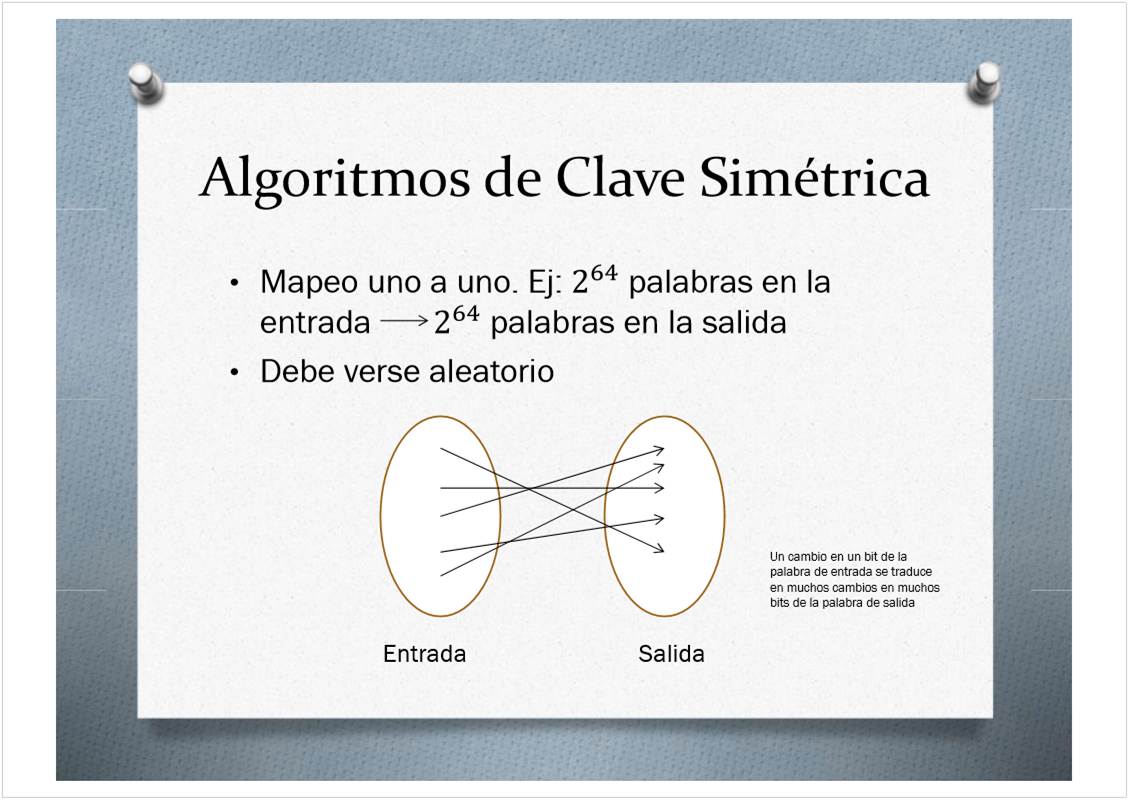 Algoritmos de Clave Simétrica
• Mapeo uno a uno. Ej: 2^64 palabras en la
entrada ⟶ 2^64 palabras en la salida
• Debe verse aleatorio
Un cambio en un bit de la
palabra de entrada se traduce
en muchos cambios en muchos
bits de la palabra de salida
Entrada
Salida